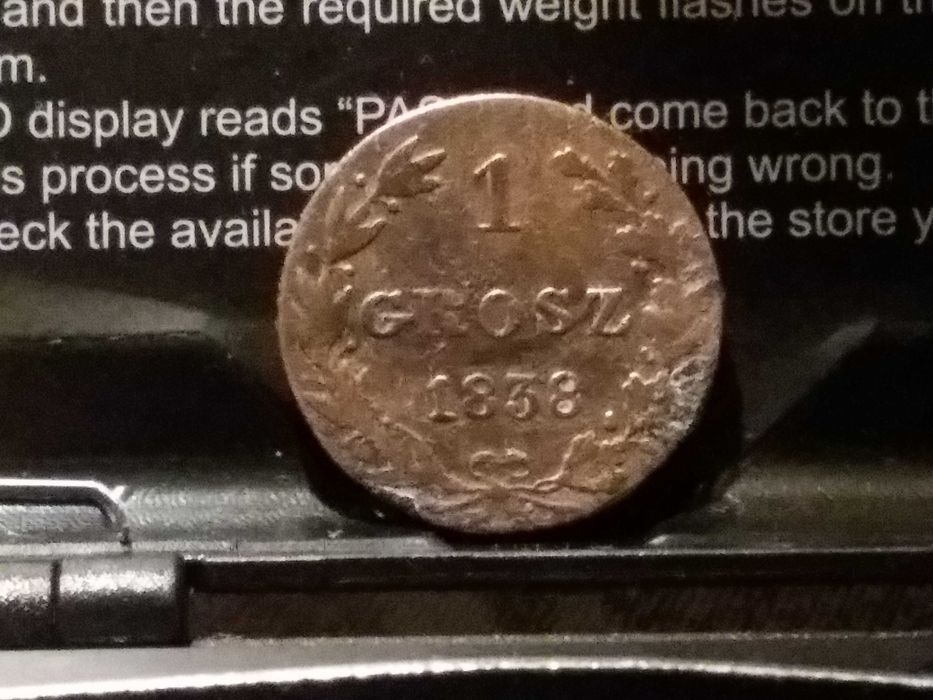 and then the required weight flashes on th
m.
D display reads “PA come back to t
s process if so ing wrong.
eck the availa the store y
1
GROSZ
1838